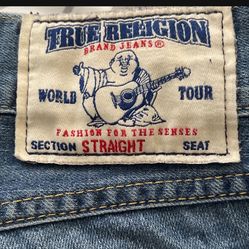 TRUE RELIGION
BRAND JEANS®
WORLD TOUR
FASHION FOR THE SENSES
SECTION STRAIGHT SEAT